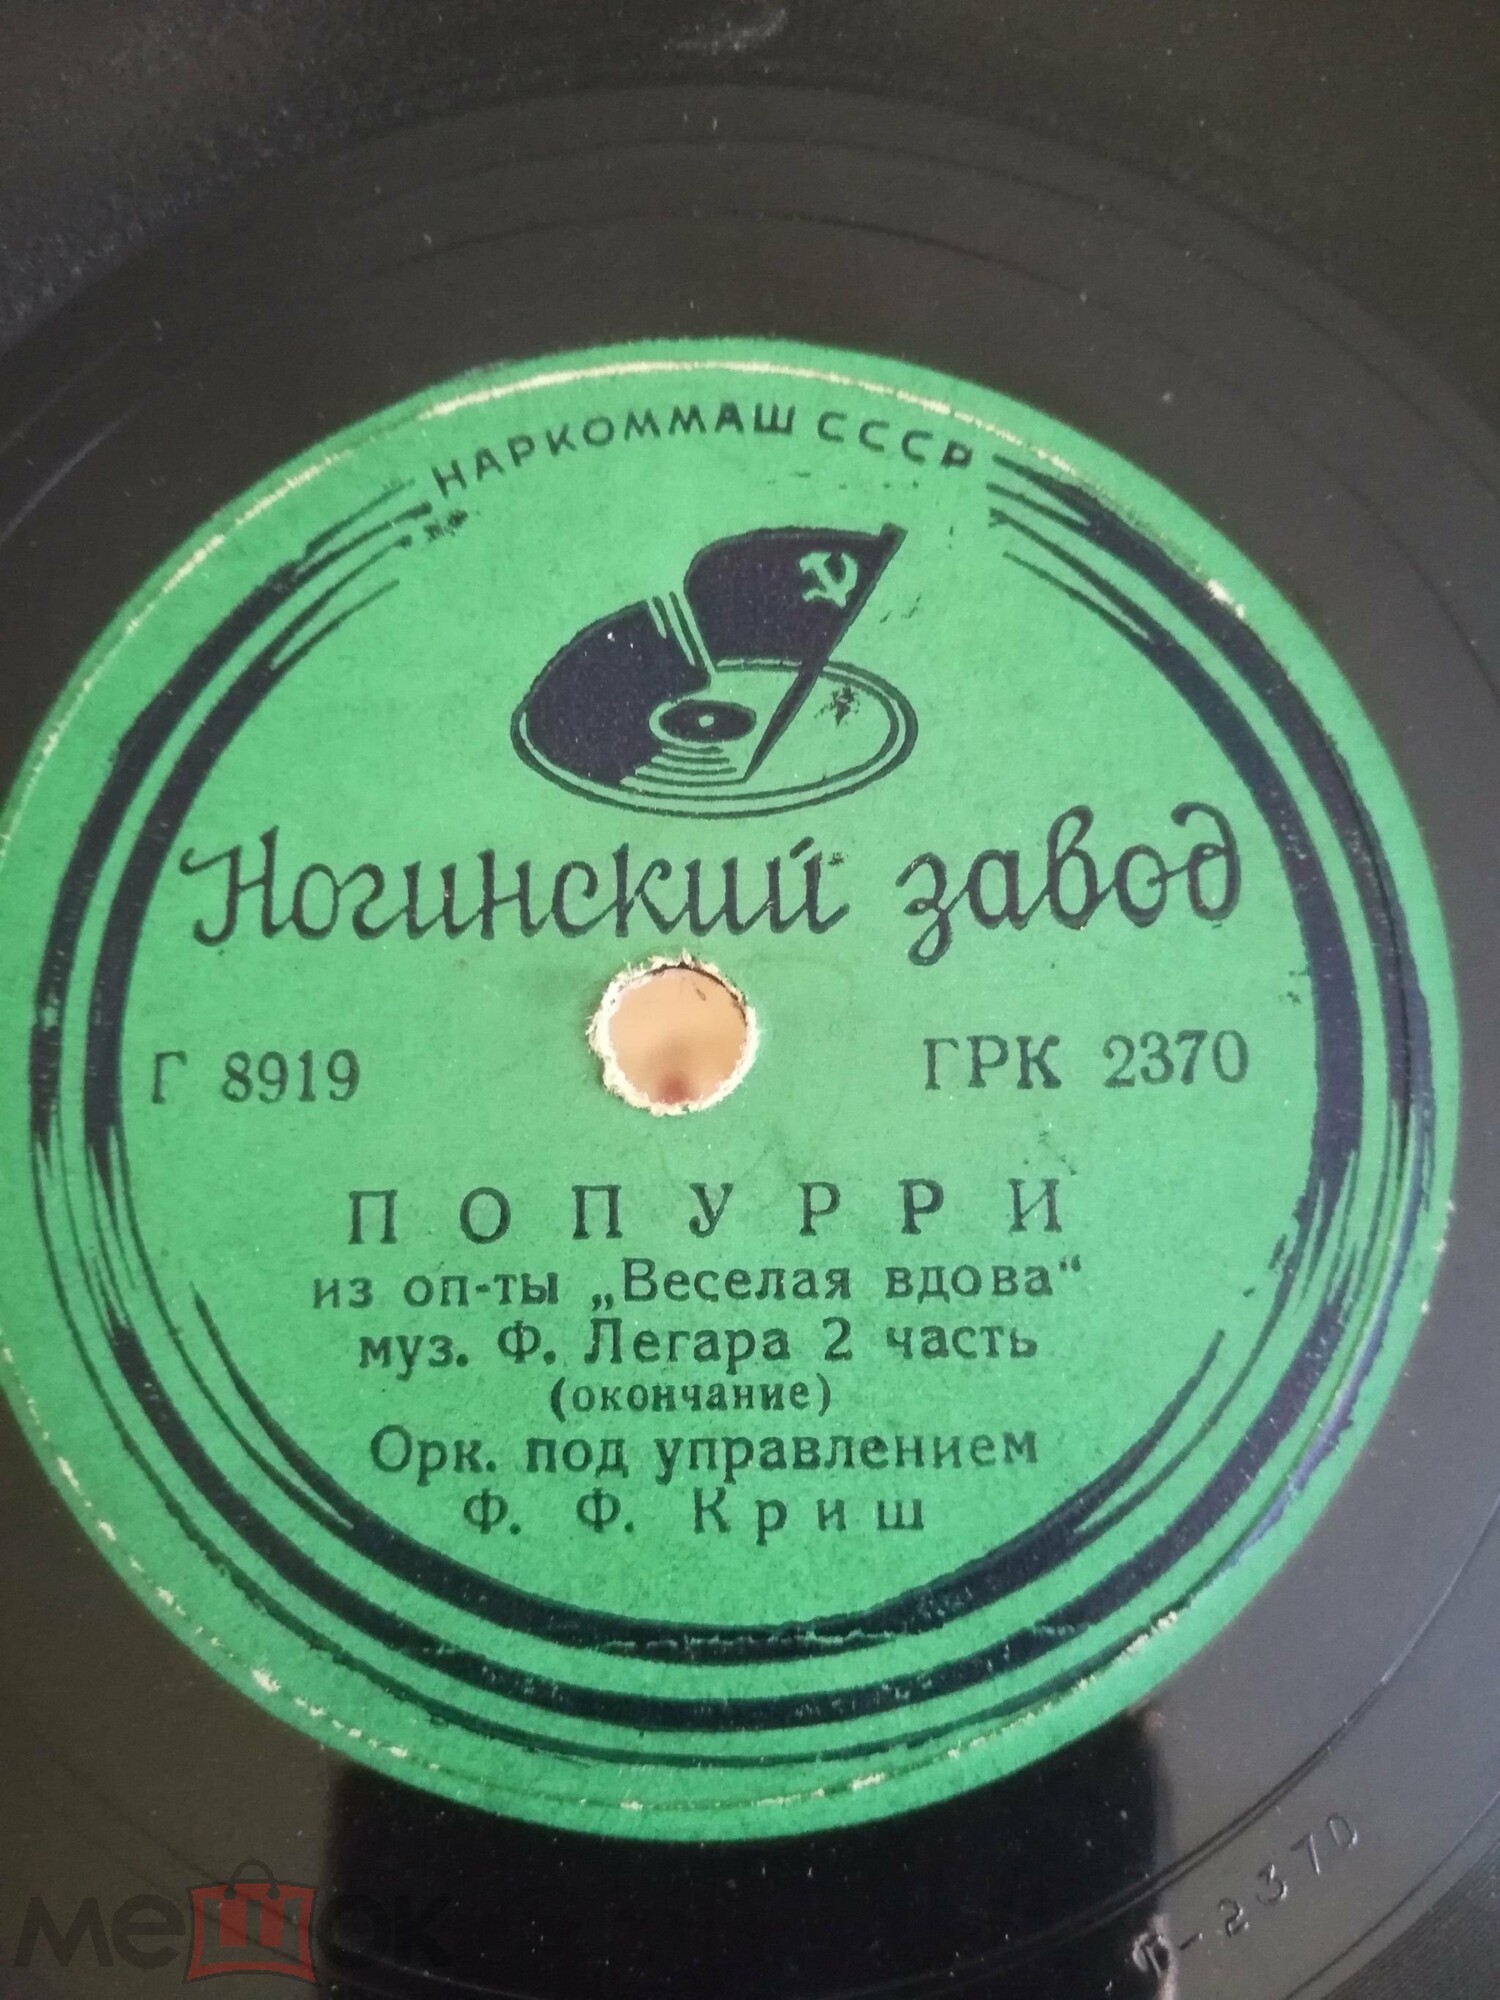 НАРКОММАШ СССР
Ногинский завод
Г 8919
ГРК 2370
ПОПУРРИ
из оп-ты „Веселая вдова“
муз. Ф. Легара 2 часть
(окончание)
Орк. под управлением
Ф. Ф. Криш
-2370
мешок